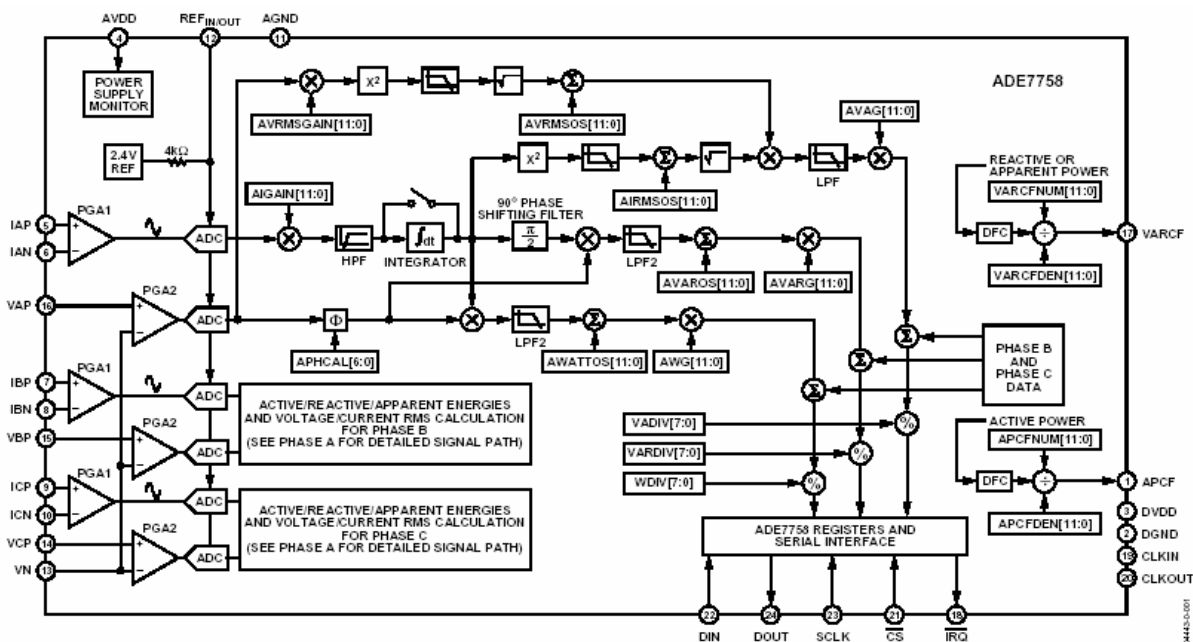 AVDD
REFIN/OUT
AGND
4
12
11
POWER
SUPPLY
MONITOR
ADE7758
X²
√
Σ
AVRMSGAIN[11:0]
AVRMSOS[11:0]
AVAG[11:0]
2.4V
REF
4kΩ
X²
Σ
√
LPF
AIRMSOS[11:0]
REACTIVE OR
APPARENT POWER
VARCFNUM[11:0]
DFC
÷
17
VARCF
VARCFDEN[11:0]
AIGAIN[11:0]
90° PHASE
SHIFTING FILTER
IAP
5
PGA1
+
−
ADC
HPF
∫dt
INTEGRATOR
π
2
LPF2
Σ
IAN
6
AVAROS[11:0]
AVARG[11:0]
VAP
16
PGA2
+
−
ADC
Φ
LPF2
Σ
APHCAL[6:0]
AWATTOS[11:0]
AWG[11:0]
Σ
Σ
Σ
PHASE B
AND
PHASE C
DATA
IBP
7
PGA1
+
−
ADC
IBN
8
ACTIVE/REACTIVE/APPARENT ENERGIES
AND VOLTAGE/CURRENT RMS CALCULATION
FOR PHASE B
(SEE PHASE A FOR DETAILED SIGNAL PATH)
VBP
15
PGA2
+
−
ADC
VADIV[7:0]
%
VARDIV[7:0]
%
WDIV[7:0]
%
ACTIVE POWER
APCFNUM[11:0]
DFC
÷
1
APCF
APCFDEN[11:0]
ICP
9
PGA1
+
−
ADC
ICN
10
ACTIVE/REACTIVE/APPARENT ENERGIES
AND VOLTAGE/CURRENT RMS CALCULATION
FOR PHASE C
(SEE PHASE A FOR DETAILED SIGNAL PATH)
VCP
14
PGA2
+
−
ADC
VN
13
ADE7758 REGISTERS AND
SERIAL INTERFACE
3
DVDD
2
DGND
19
CLKIN
20
CLKOUT
22
24
23
21
18
DIN
DOUT
SCLK
CS
IRQ